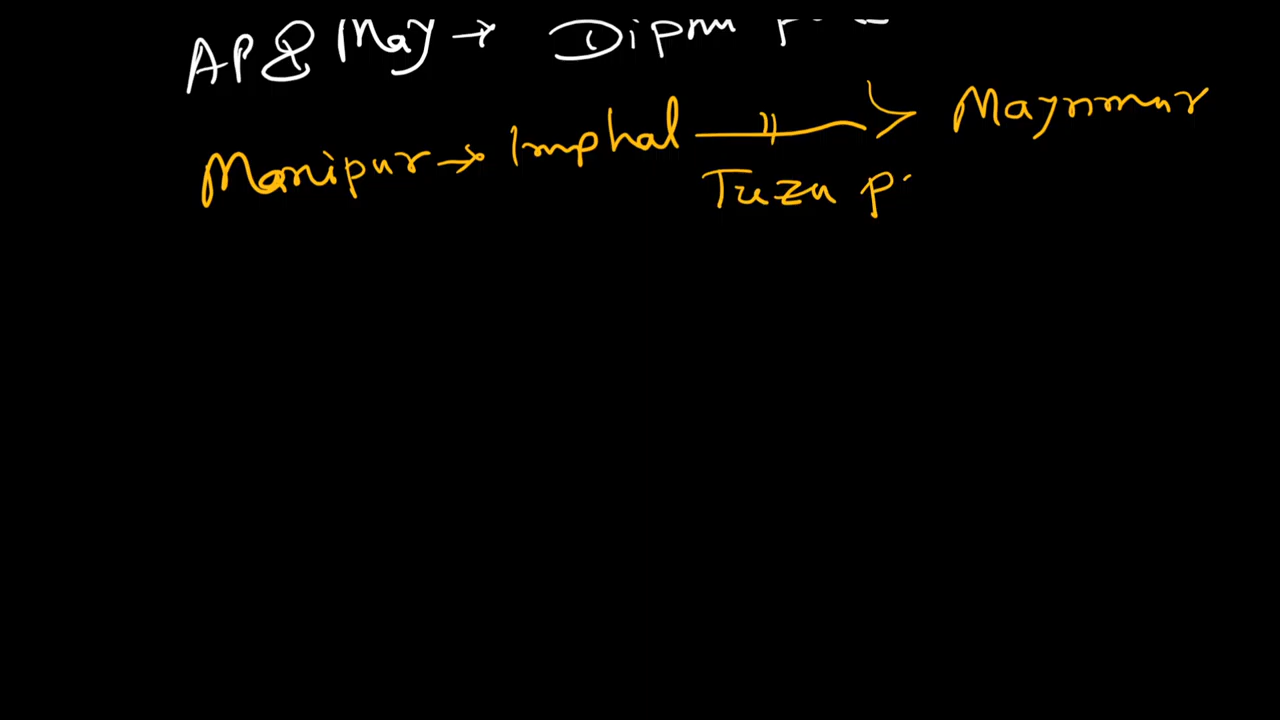 AP & May → Dipm
Manipur → Imphal → Maynmar
Tuzu p.